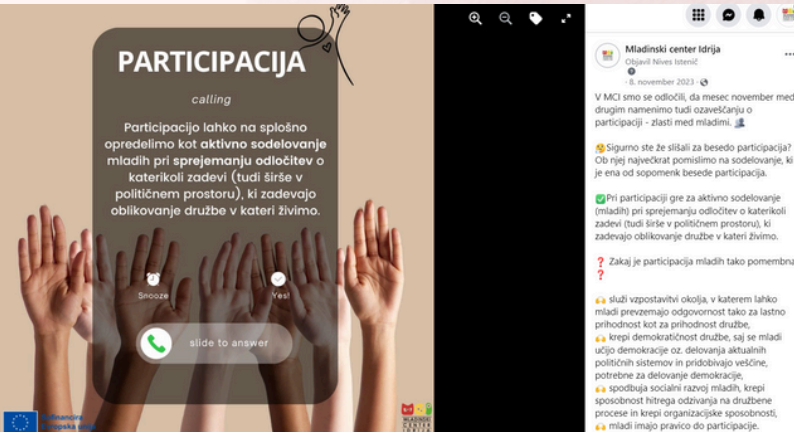 PARTICIPACIJA
calling
Participacijo lahko na splošno
opredelimo kot aktivno sodelovanje
mladih pri sprejemanju odločitev o
katerikoli zadevi (tudi širše v
političnem prostoru), ki zadevajo
oblikovanje družbe v kateri živimo.
Snooze
Yes!
slide to answer
MLADINSKI
CENTER
Mladinski center Idrija
Objavil Nives Istenič
· 8. november 2023 ·
V MCI smo se odločili, da mesec november med
drugim namenimo tudi ozaveščanju o
participaciji - zlasti med mladimi.
Sigurno ste že slišali za besedo participacija?
Ob njej največkrat pomislimo na sodelovanje, ki
je ena od sopomenk besede participacija.
Pri participaciji gre za aktivno sodelovanje
(mladih) pri sprejemanju odločitev o katerikoli
zadevi (tudi širše v političnem prostoru), ki
zadevajo oblikovanje družbe v kateri živimo.
Zakaj je participacija mladih tako pomembna
služi vzpostavitvi okolja, v katerem lahko
mladi prevzemajo odgovornost tako za lastno
prihodnost kot za prihodnost družbe,
krepi demokratičnost družbe, saj se mladi
učijo demokracije oz. delovanja aktualnih
političnih sistemov in pridobivajo veščine,
potrebne za delovanje demokracije,
spodbuja socialni razvoj mladih, krepi
sposobnost hitrega odzivanja na družbene
procese in krepi organizacijske sposobnosti,
mladi imajo pravico do participacije.